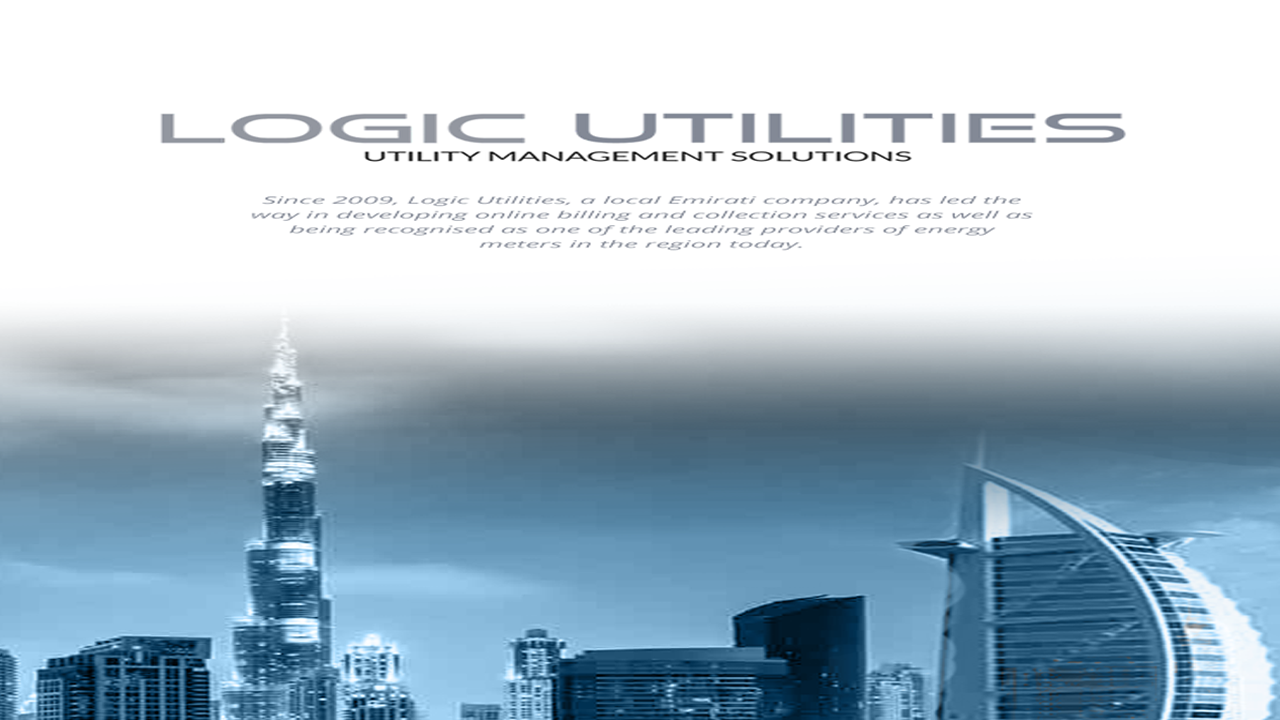 LOGIC UTILITIES
UTILITY MANAGEMENT SOLUTIONS
Since 2009, Logic Utilities, a local Emirati company, has led the
way in developing online billing and collection services as well as
being recognised as one of the leading providers of energy
meters in the region today.